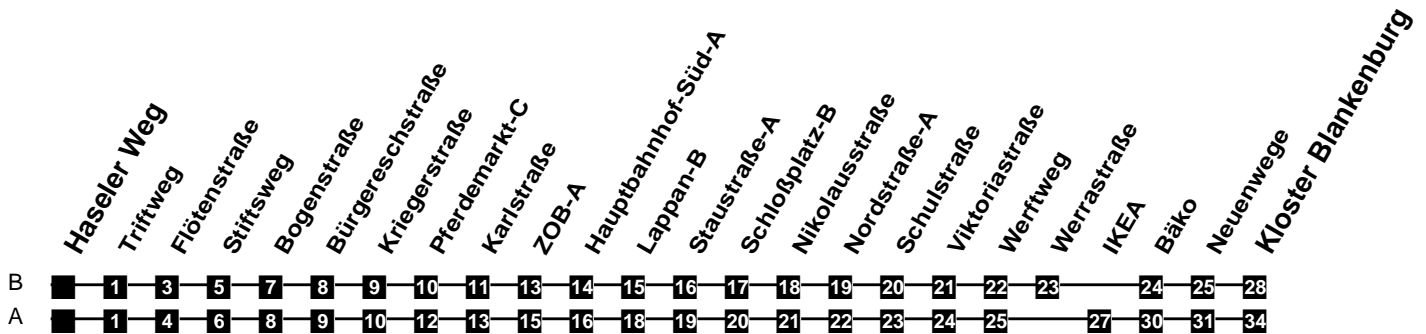 Haseler Weg
Triftweg
Flötenstraße
Stiftsweg
Bogenstraße
Bürgereschstraße
Kriegerstraße
Pferdemarkt-C
Karlstraße
ZOB-A
Hauptbahnhof-Süd-A
Lappan-B
Staustraße-A
Schloßplatz-B
Nikolausstraße
Nordstraße-A
Schulstraße
Viktoriastraße
Werftweg
Werrastraße
IKEA
Bäko
Neuenwege
Kloster Blankenburg
B 1 3 5 7 8 9 10 11 13 14 15 16 17 18 19 20 21 22 23 24 25 28
A 1 4 6 8 9 10 12 13 15 16 18 19 20 21 22 23 24 25 27 30 31 34